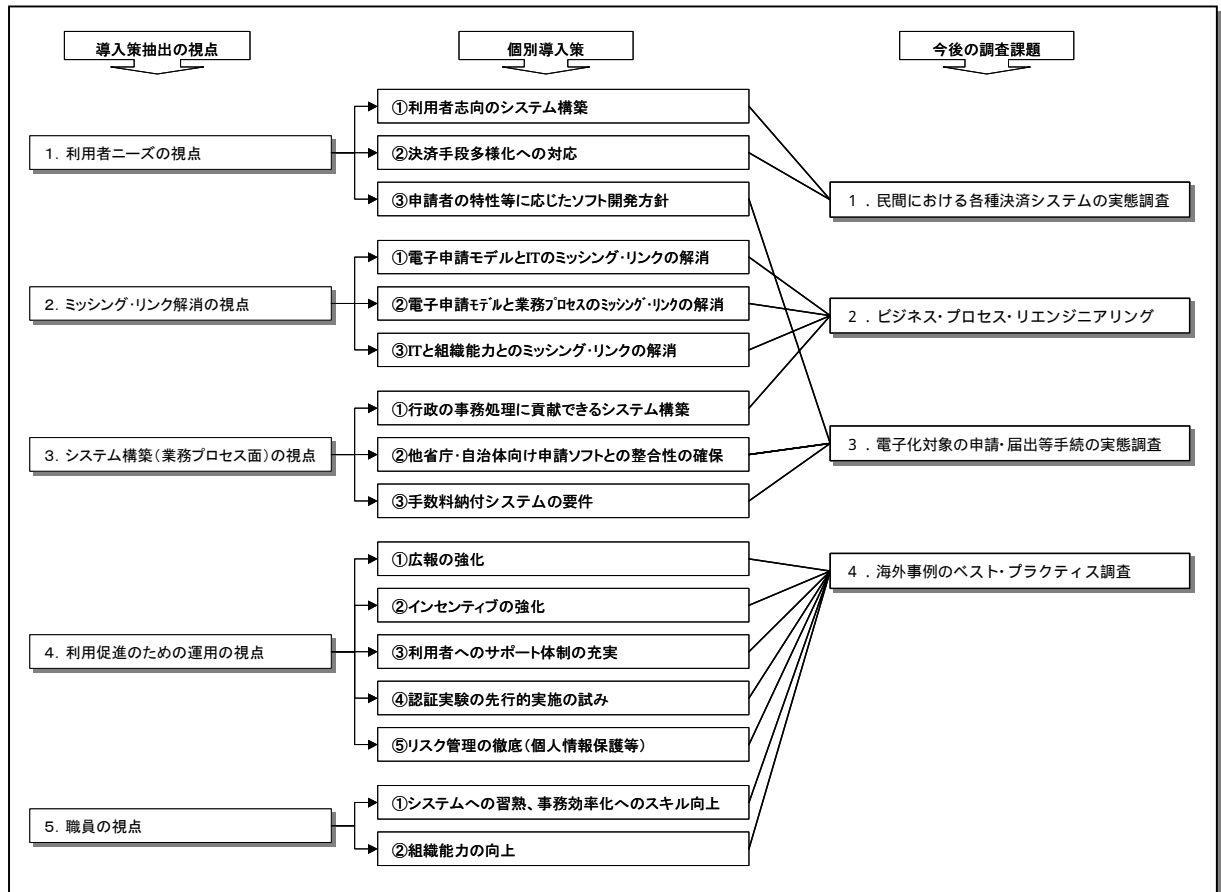 導入策抽出の視点
個別導入策
今後の調査課題
1．利用者ニーズの視点
①利用者志向のシステム構築
②決済手段多様化への対応
③申請者の特性等に応じたソフト開発方針
2．ミッシング・リンク解消の視点
①電子申請モデルとITのミッシング・リンクの解消
②電子申請ﾓﾃﾞﾙと業務ﾌﾟﾛｾｽのﾐｯｼﾝｸﾞ･ﾘﾝｸの解消
③ITと組織能力とのミッシング・リンクの解消
3．システム構築（業務プロセス面）の視点
①行政の事務処理に貢献できるシステム構築
②他省庁・自治体向け申請ソフトとの整合性の確保
③手数料納付システムの要件
4．利用促進のための運用の視点
①広報の強化
②インセンティブの強化
③利用者へのサポート体制の充実
④認証実験の先行的実施の試み
⑤リスク管理の徹底（個人情報保護等）
5．職員の視点
①システムへの習熟、事務効率化へのスキル向上
②組織能力の向上
1．民間における各種決済システムの実態調査
2．ビジネス・プロセス・リエンジニアリング
3．電子化対象の申請・届出等手続の実態調査
4．海外事例のベスト・プラクティス調査